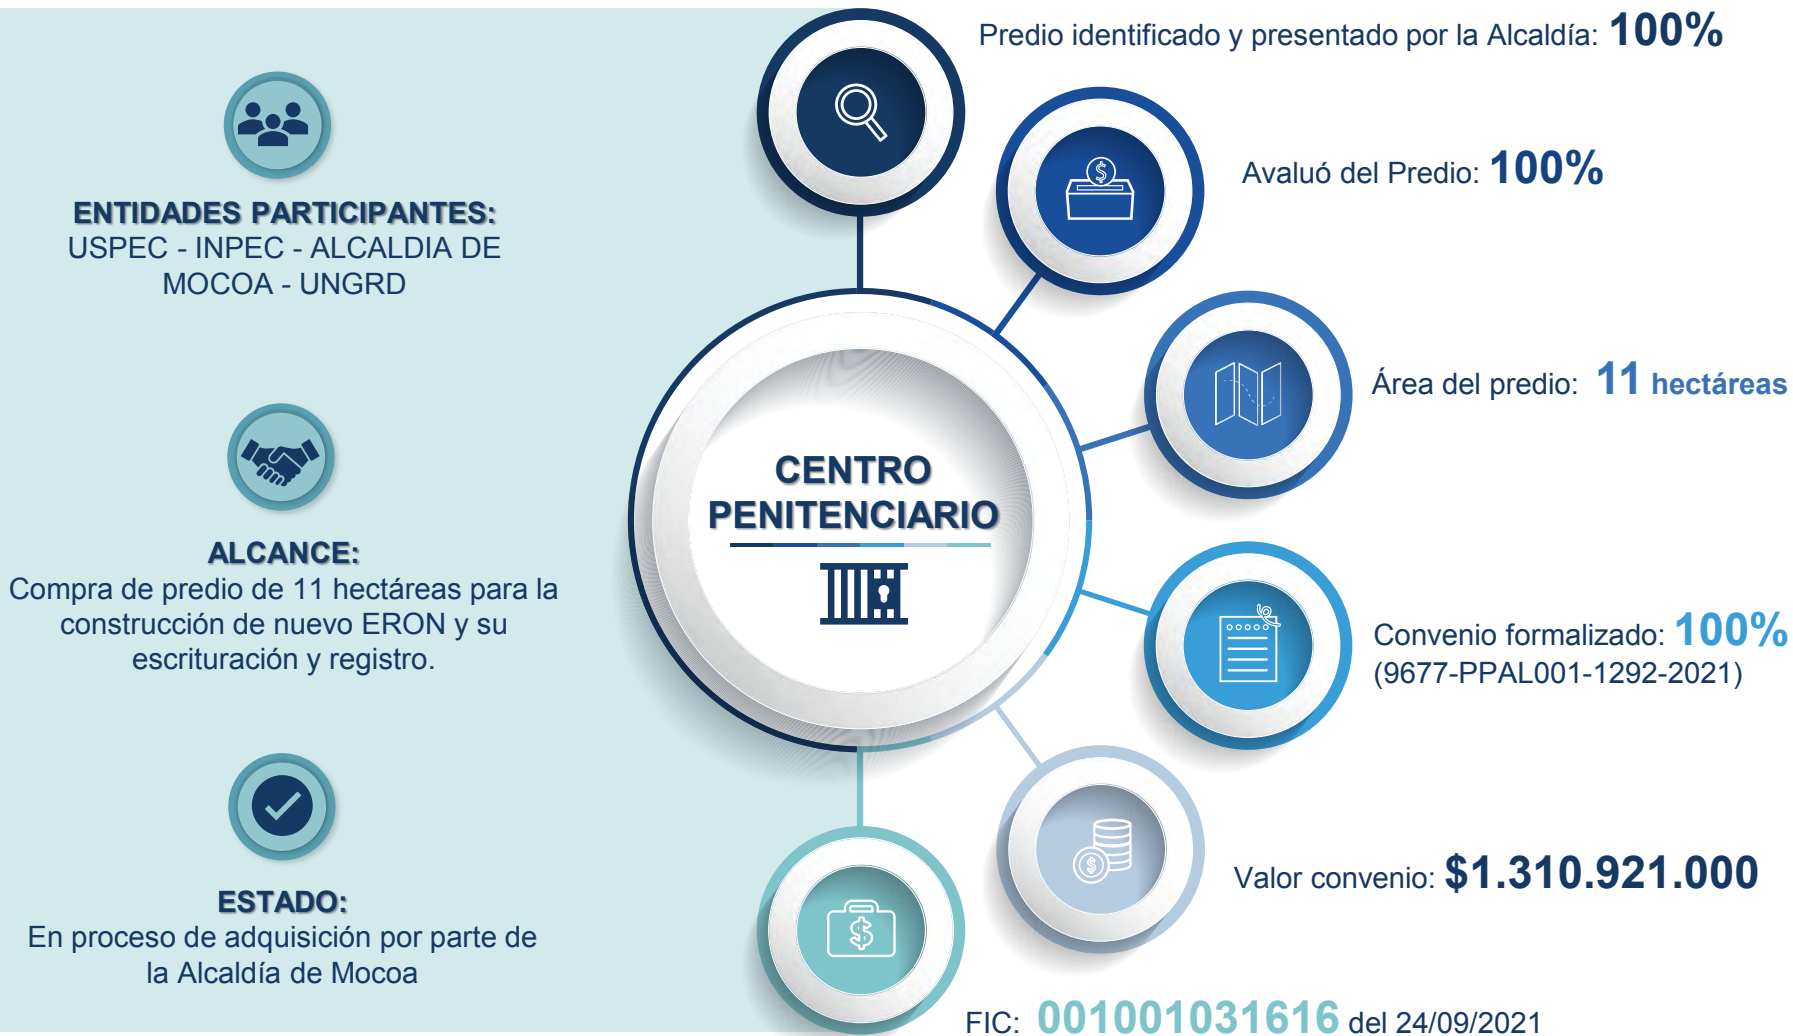 ENTIDADES PARTICIPANTES:
USPEC - INPEC - ALCALDIA DE
MOCOA - UNGRD
ALCANCE:
Compra de predio de 11 hectáreas para la
construcción de nuevo ERON y su
escrituración y registro.
ESTADO:
En proceso de adquisición por parte de
la Alcaldía de Mocoa
CENTRO
PENITENCIARIO
Predio identificado y presentado por la Alcaldía: 100%
Avaluó del Predio: 100%
Área del predio: 11 hectáreas
Convenio formalizado: 100%
(9677-PPAL001-1292-2021)
Valor convenio: $1.310.921.000
FIC: 001001031616 del 24/09/2021